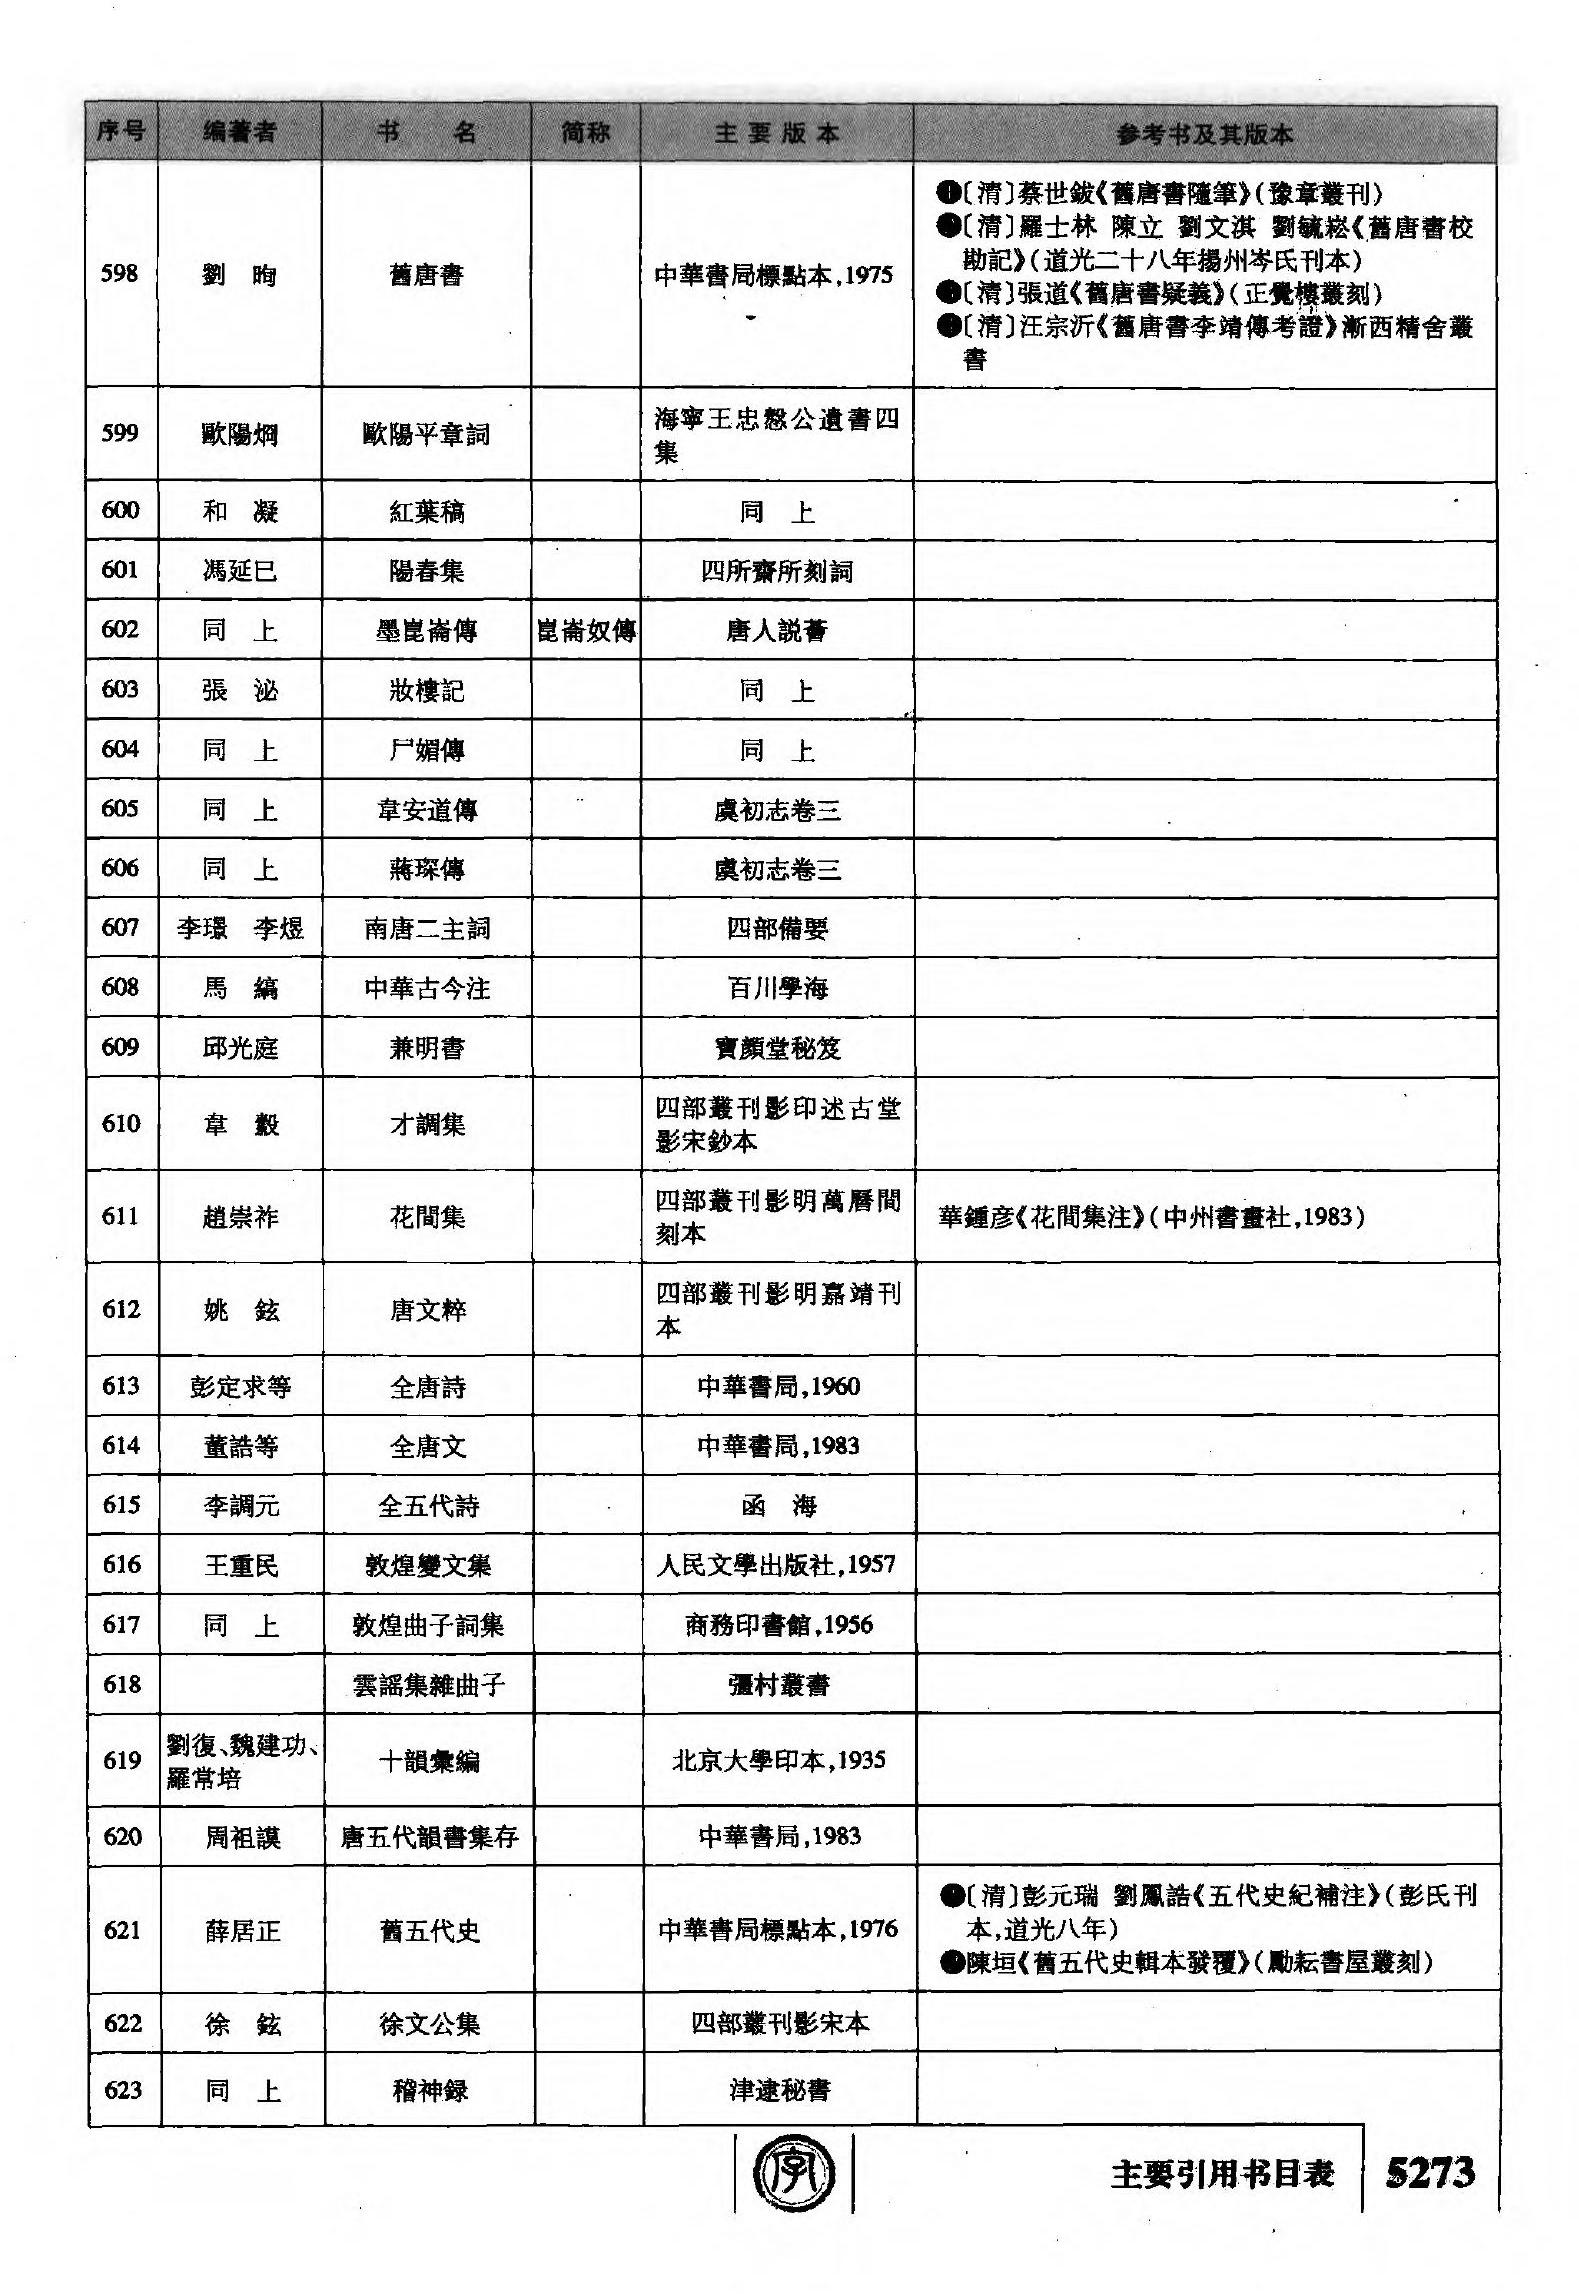 序号 编著者 书 名 简称 主要版本 参考书及其版本
598 劉 昫 舊唐書 中華書局標點本,1975
〔清〕蔡世鈸《舊唐書隨筆》(豫章叢刊)
〔清〕羅士林 陳立 劉文淇 劉毓崧《舊唐書校
勘記》(道光二十八年揚州岑氏刊本)
〔清〕張道《舊唐書疑義》(正覺樓叢刻)
〔清〕汪宗沂《舊唐書李靖傳考證》漸西精舍叢
書
599 歐陽炯 歐陽平章詞 海寧王忠慤公遺書四
集
600 和 凝 紅葉稿 同 上
601 馮延巳 陽春集 四所齋所刻詞
602 同 上 墨崑崙傳 崑崙奴傳 唐人説薈
603 張 泌 妝樓記 同 上
604 同 上 尸媚傳 同 上
605 同 上 韋安道傳 虞初志卷三
606 同 上 蔣琛傳 虞初志卷三
607 李璟 李煜 南唐二主詞 四部備要
608 馬 縞 中華古今注 百川學海
609 邱光庭 兼明書 寶顔堂秘笈
610 韋 縠 才調集 四部叢刊影印述古堂
影宋鈔本
611 趙崇祚 花間集 四部叢刊影明萬曆間
刻本
華鍾彦《花間集注》(中州書畫社,1983)
612 姚 鉉 唐文粹 四部叢刊影明嘉靖刊
本
613 彭定求等 全唐詩 中華書局,1960
614 董誥等 全唐文 中華書局,1983
615 李調元 全五代詩 函 海
616 王重民 敦煌變文集 人民文學出版社,1957
617 同 上 敦煌曲子詞集 商務印書館,1956
618 雲謡集雜曲子 彊村叢書
619 劉復、魏建功、
羅常培
十韻彙編 北京大學印本,1935
620 周祖謨 唐五代韻書集存 中華書局,1983
621 薛居正 舊五代史 中華書局標點本,1976
〔清〕彭元瑞 劉鳳誥《五代史紀補注》(彭氏刊
本,道光八年)
陳垣《舊五代史輯本發覆》(勵耘書屋叢刻)
622 徐 鉉 徐文公集 四部叢刊影宋本
623 同 上 稽神録 津逮秘書
字
主要引用书目表 5273